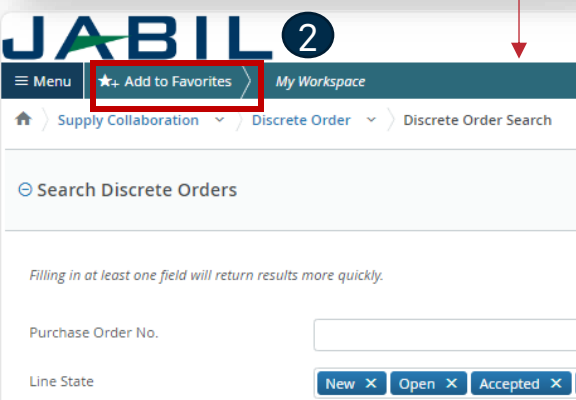 JABIL
2
Menu
Add to Favorites
My Workspace
Supply Collaboration
Discrete Order
Discrete Order Search
Search Discrete Orders
Filling in at least one field will return results more quickly.
Purchase Order No.
Line State
New ×
Open ×
Accepted ×